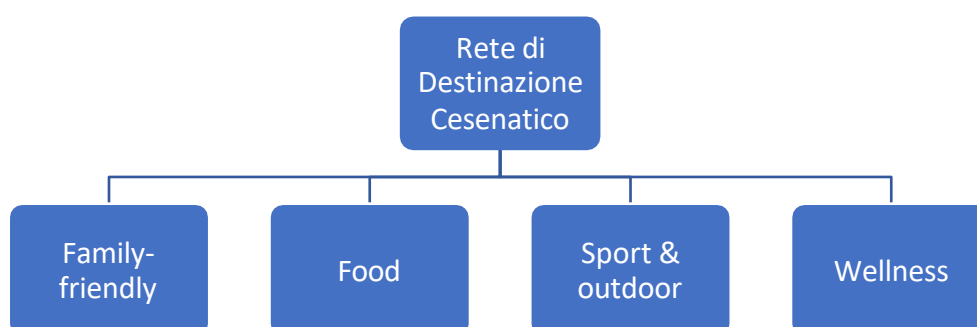 Rete di
Destinazione
Cesenatico
Family-
friendly
Food
Sport &
outdoor
Wellness